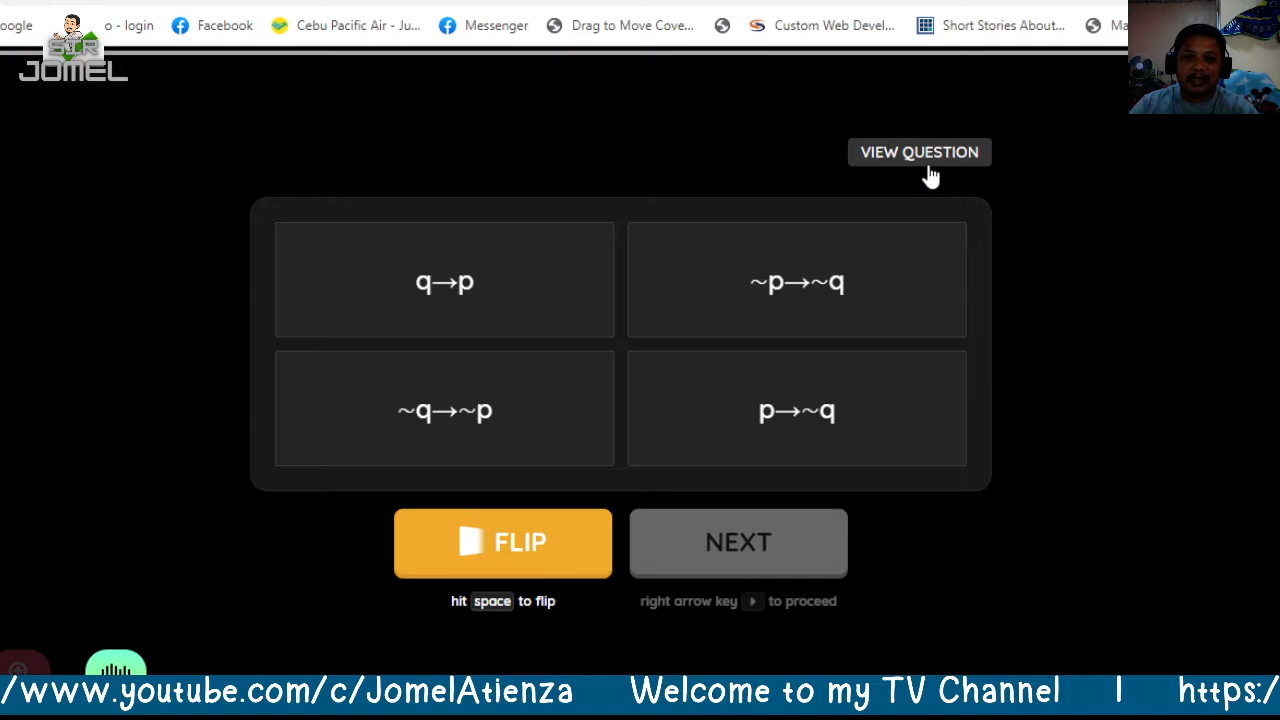 oogle
o - login
Facebook
Cebu Pacific Air - Ju...
Messenger
Drag to Move Cove...
Custom Web Devel...
Short Stories About...
Ma
SIR
JOMEL
VIEW QUESTION
q→p
~p→~q
~q→~p
p→~q
FLIP
NEXT
hit space to flip
right arrow key to proceed
/www.youtube.com/c/JomelAtienza Welcome to my TV Channel | https:/